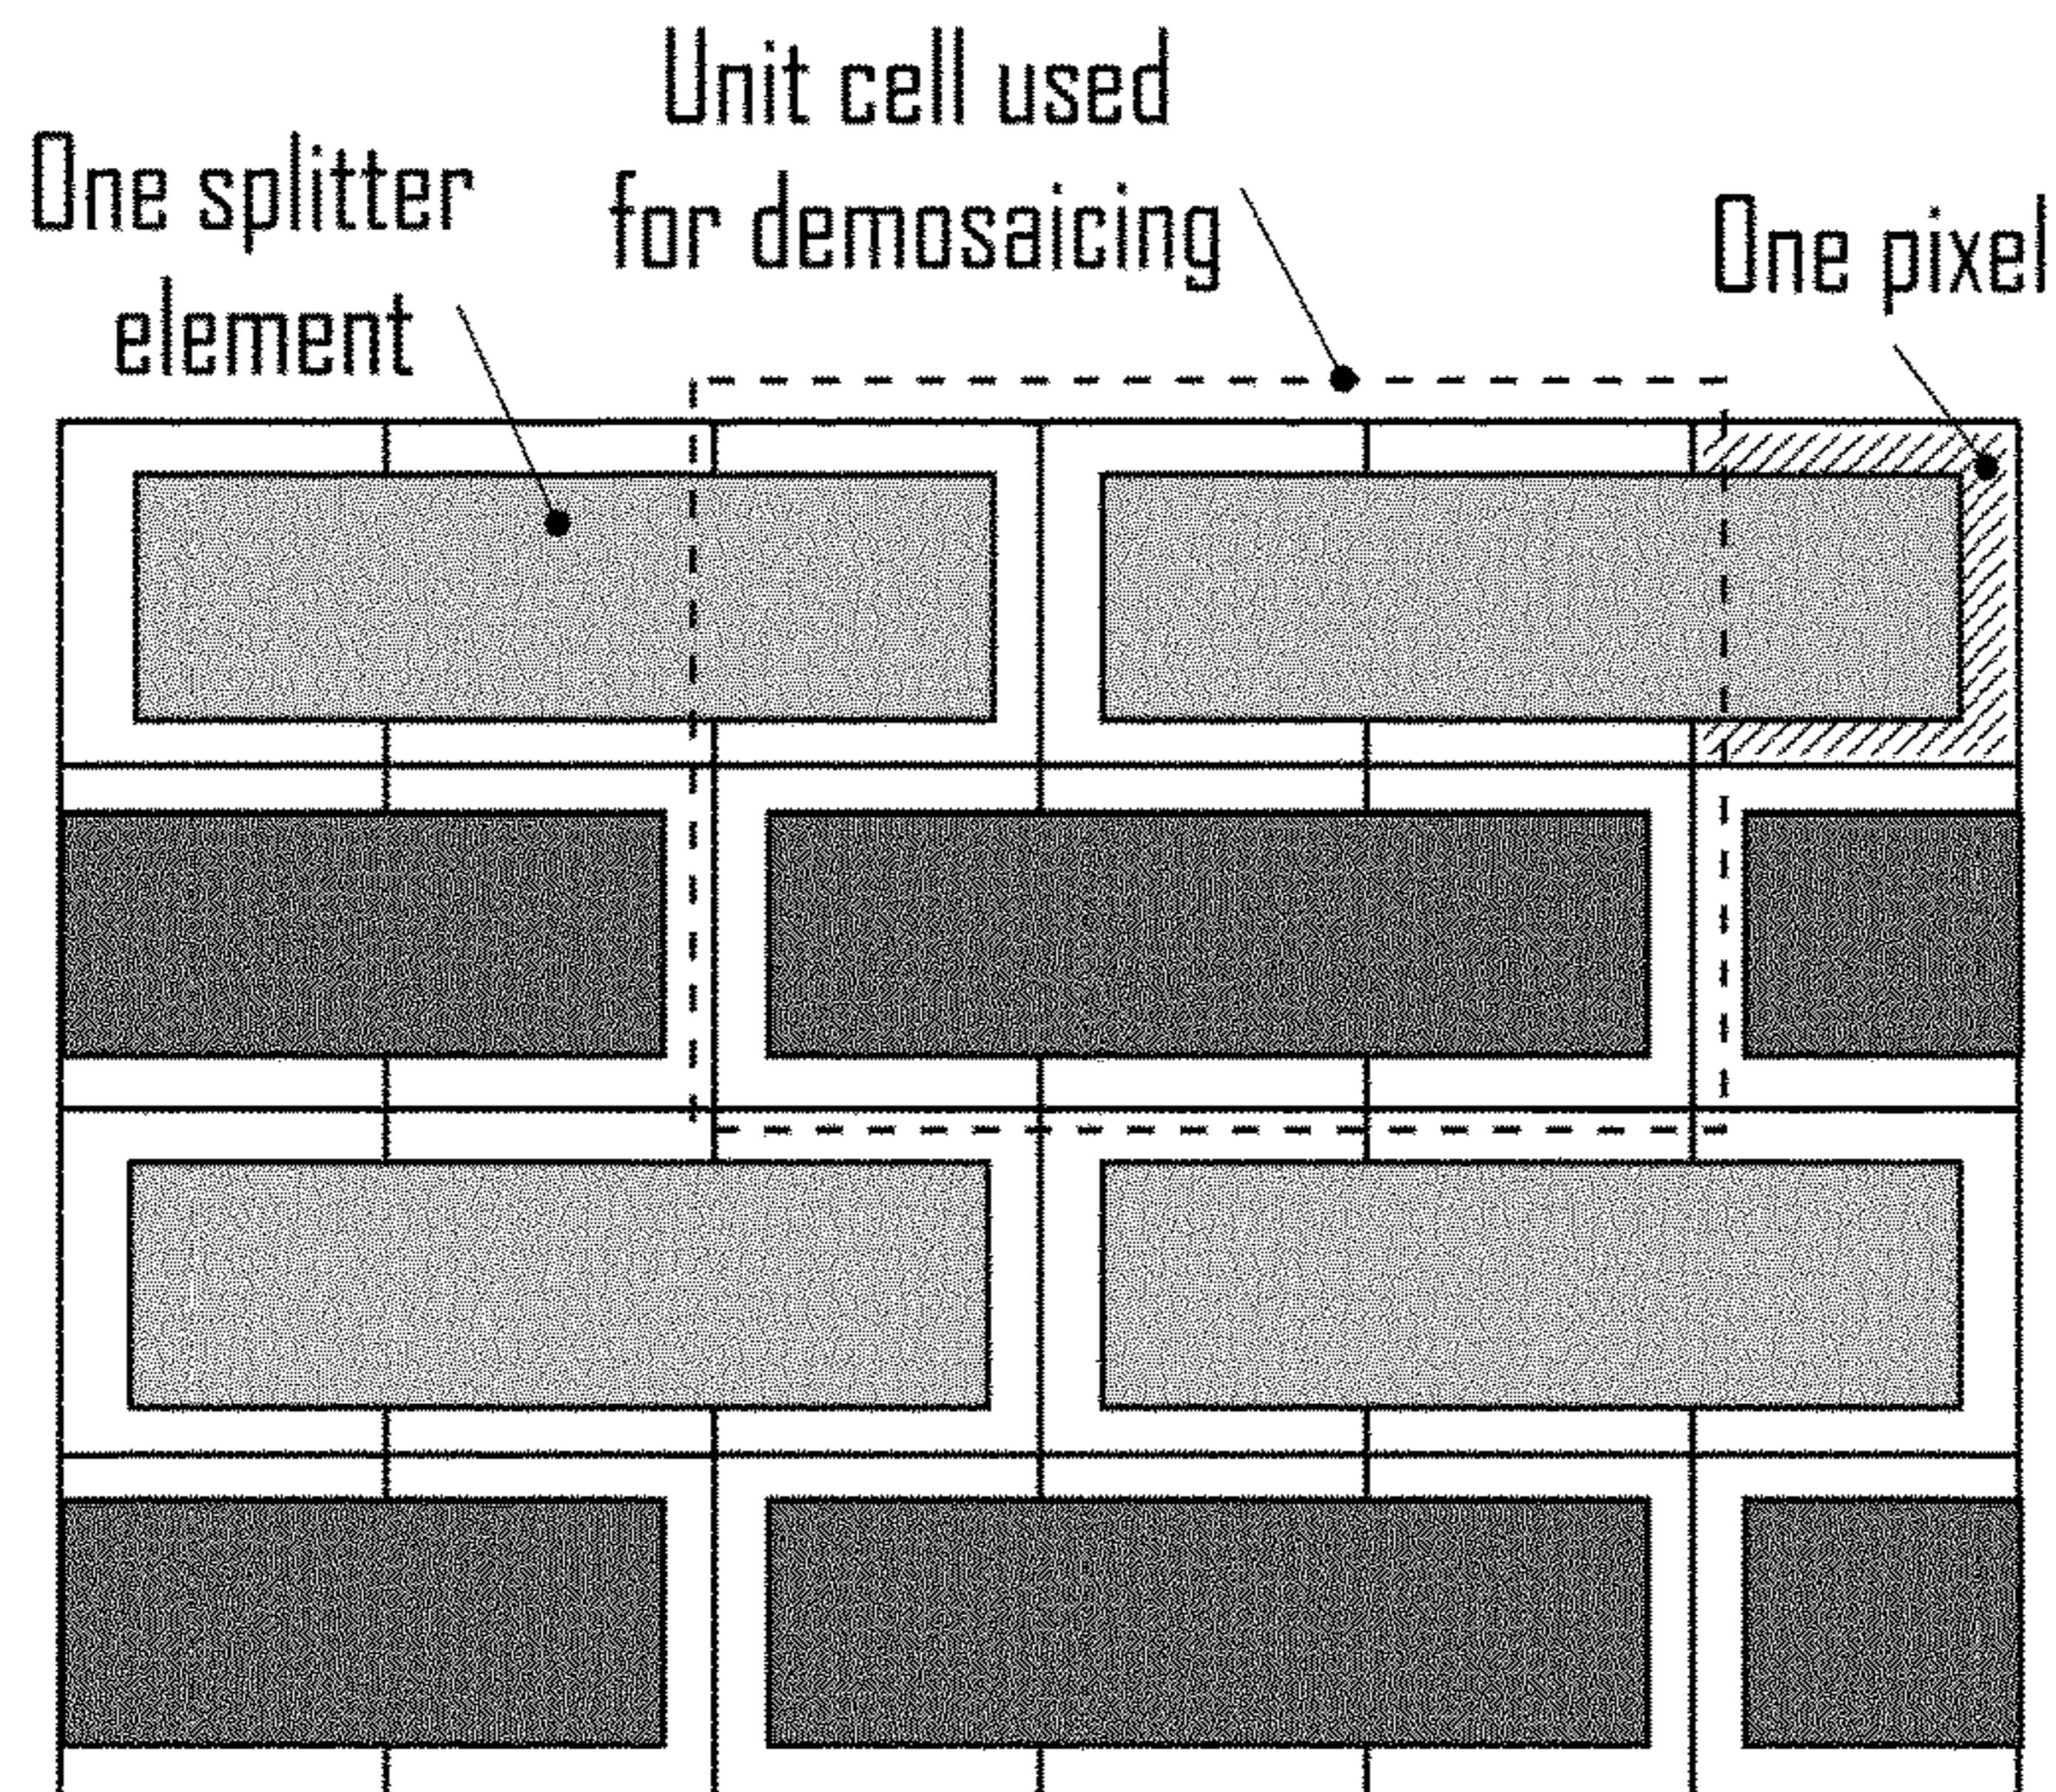 One splitter
element
Unit cell used
for demosaicing
One pixel